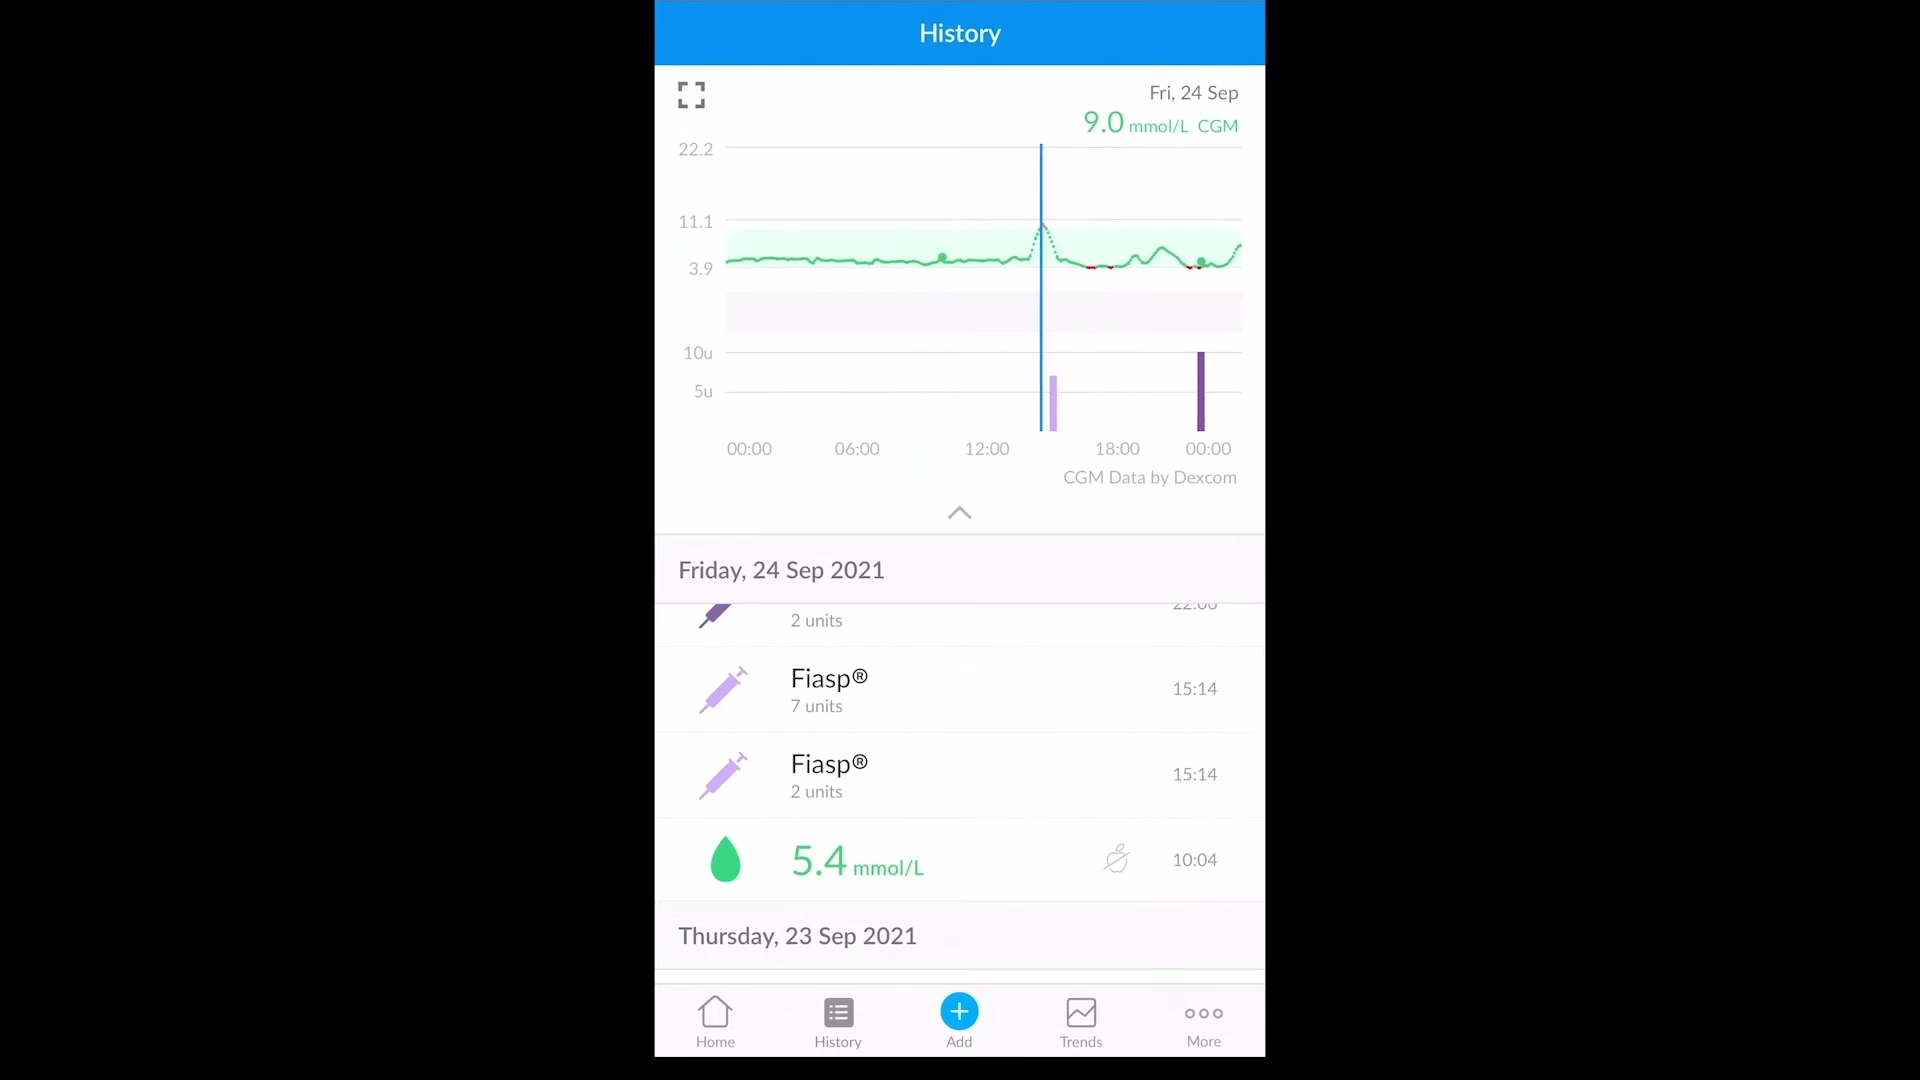 History
Fri, 24 Sep
9.0 mmol/L CGM
22.2
11.1
3.9
10u
5u
00:00 06:00 12:00 18:00 00:00
CGM Data by Dexcom
Friday, 24 Sep 2021
2 units
Fiasp®
7 units
15:14
Fiasp®
2 units
15:14
5.4 mmol/L
10:04
Thursday, 23 Sep 2021
Home History Add Trends More